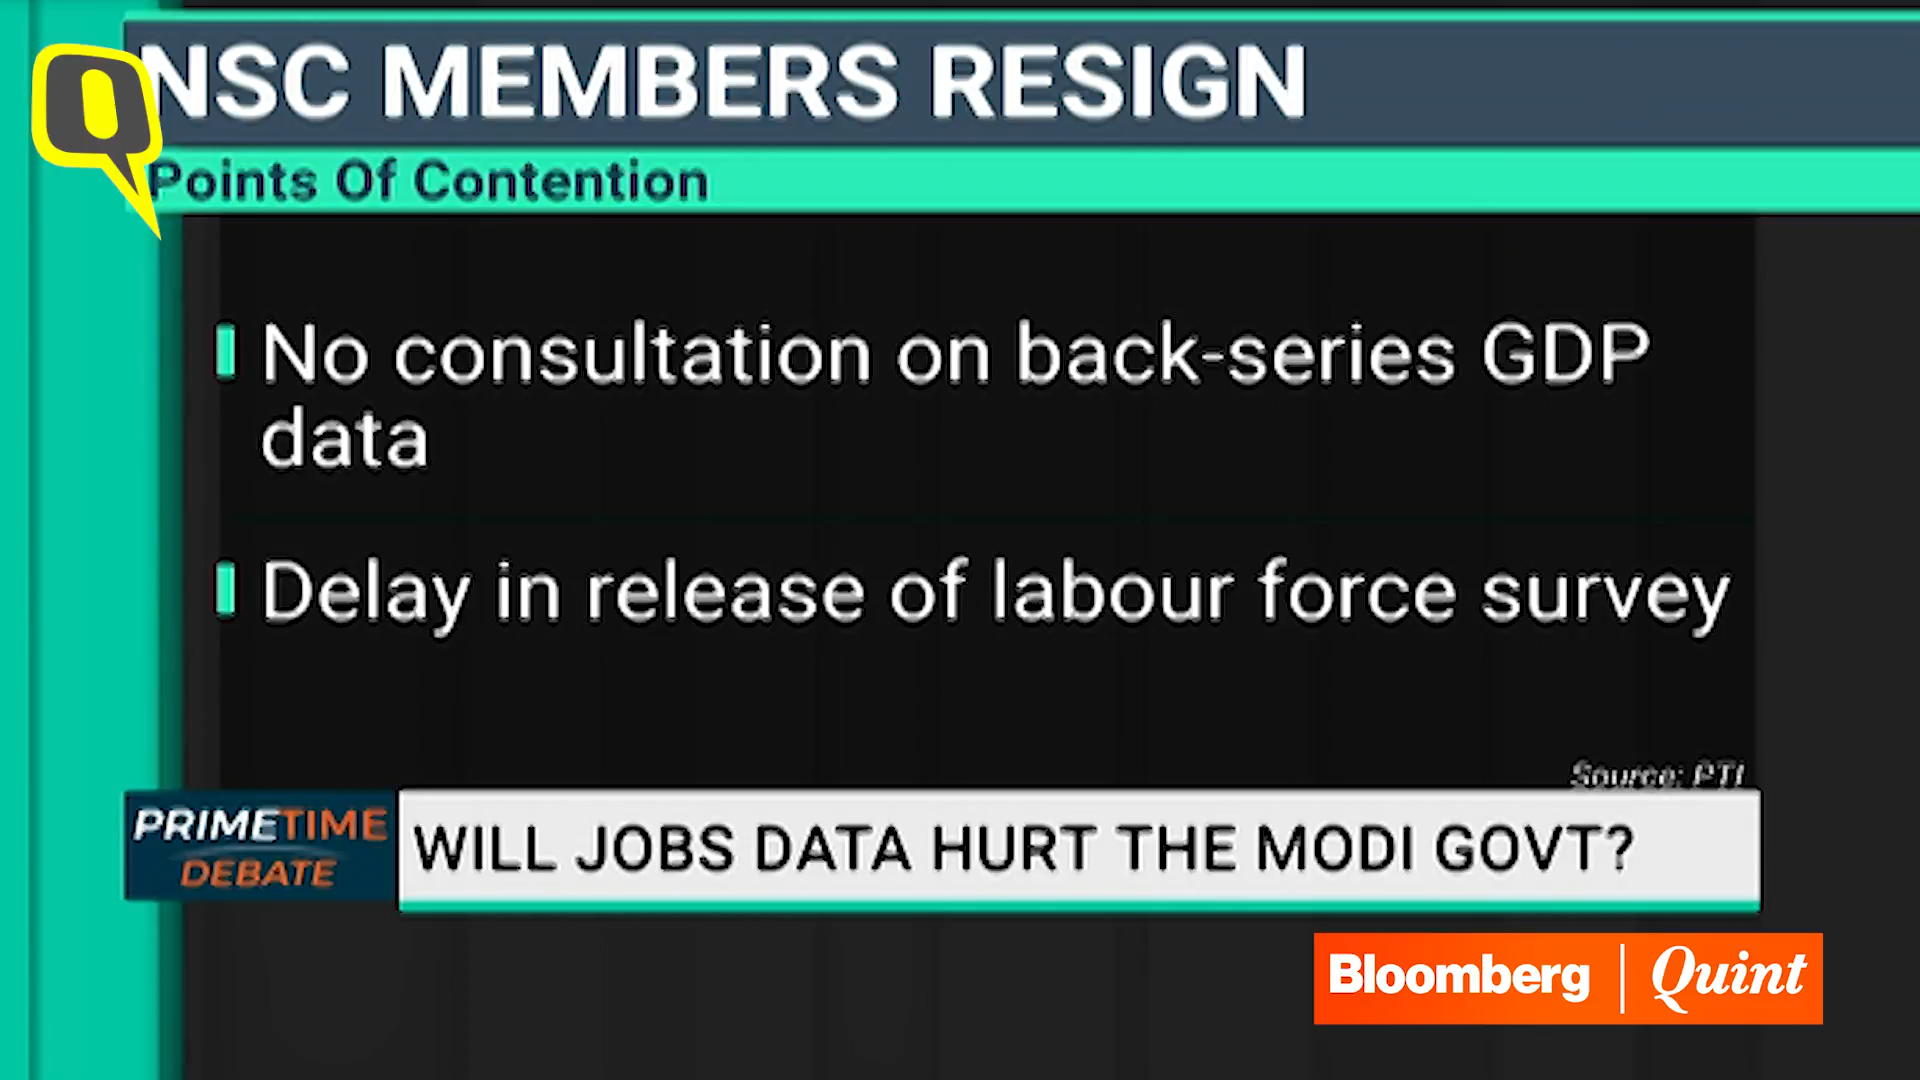 NSC MEMBERS RESIGN
Points Of Contention
No consultation on back-series GDP
data
Delay in release of labour force survey
Source: PTI
PRIMETIME
DEBATE
WILL JOBS DATA HURT THE MODI GOVT?
Bloomberg | Quint
Q